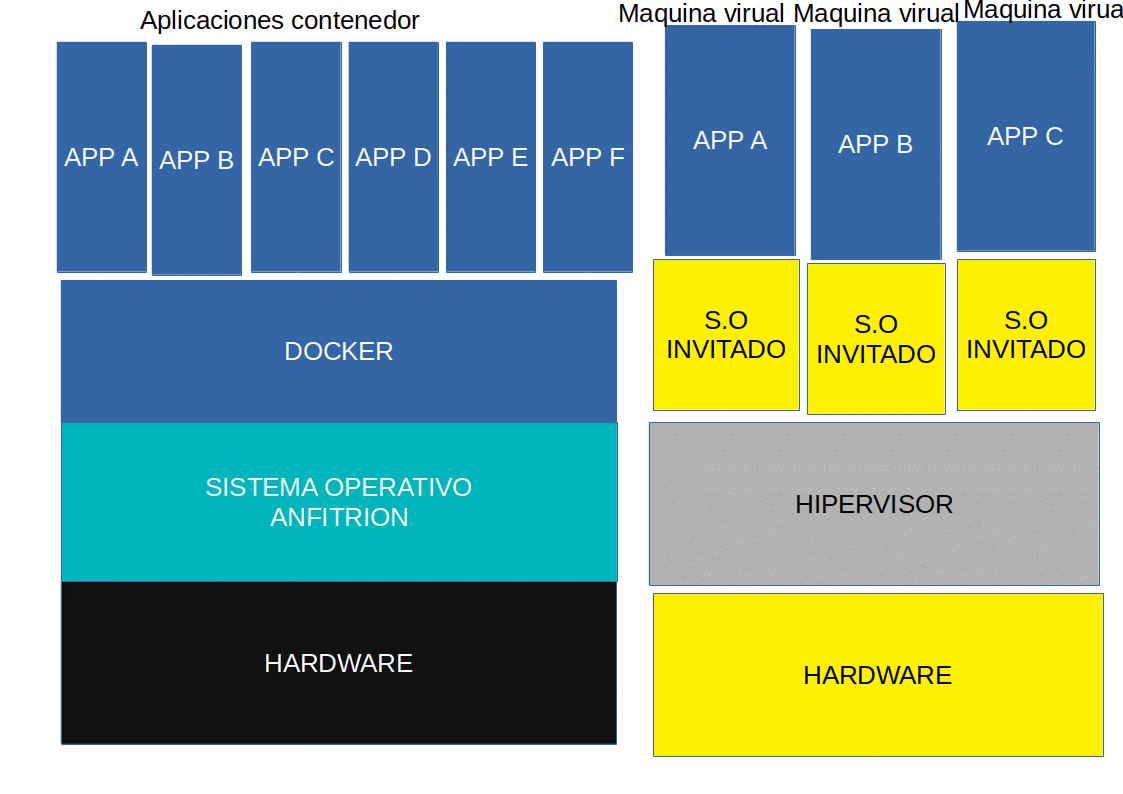 Aplicaciones contenedor
APP A
APP B
APP C
APP D
APP E
APP F
DOCKER
SISTEMA OPERATIVO
ANFITRION
HARDWARE
Maquina virual
Maquina virual
Maquina virua
APP A
APP B
APP C
S.O
INVITADO
S.O
INVITADO
S.O
INVITADO
HIPERVISOR
HARDWARE